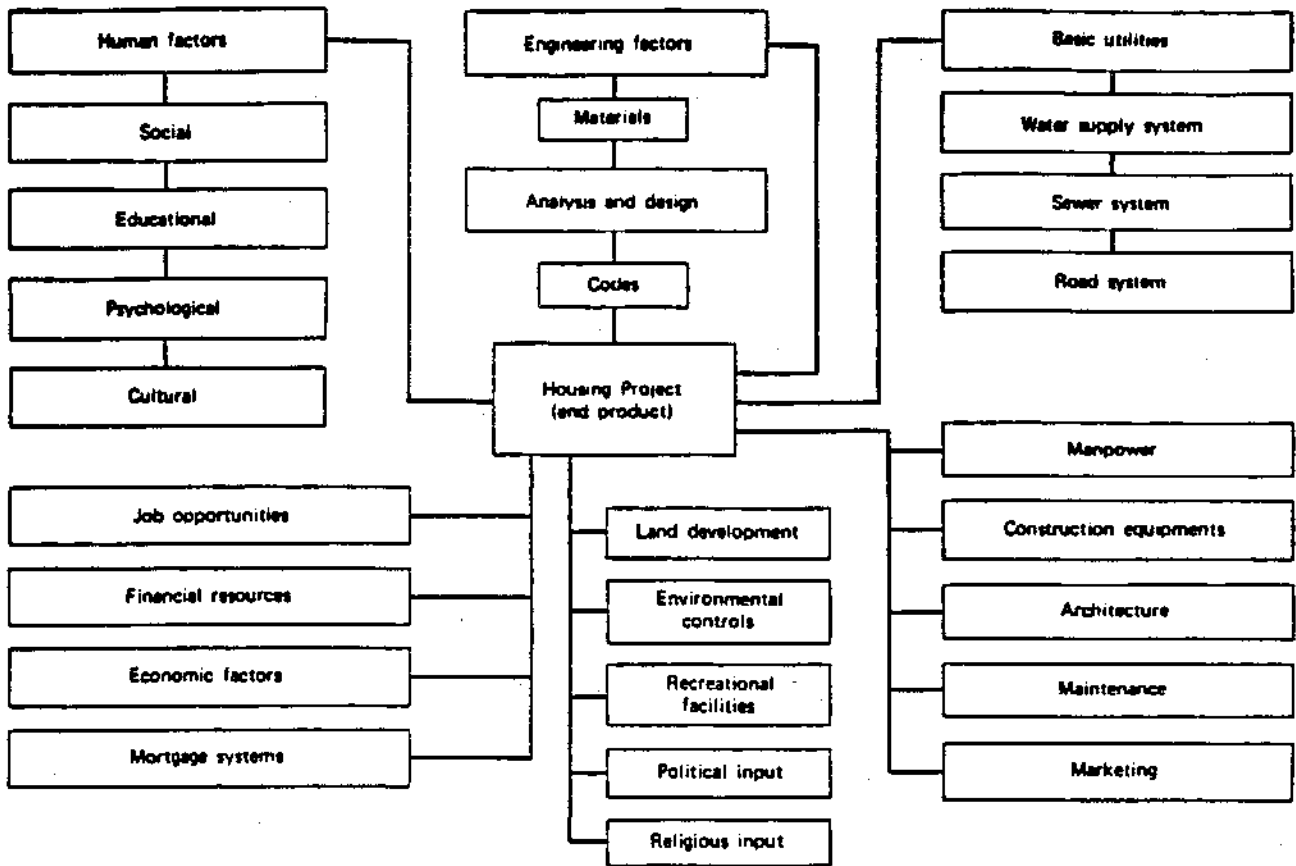 Human factors
Social
Educational
Psychological
Cultural
Engineering factors
Materials
Analysis and design
Codes
Housing Project
(end product)
Basic utilities
Water supply system
Sewer system
Road system
Job opportunities
Financial resources
Economic factors
Mortgage systems
Land development
Environmental
controls
Recreational
facilities
Political input
Religious input
Manpower
Construction equipments
Architecture
Maintenance
Marketing